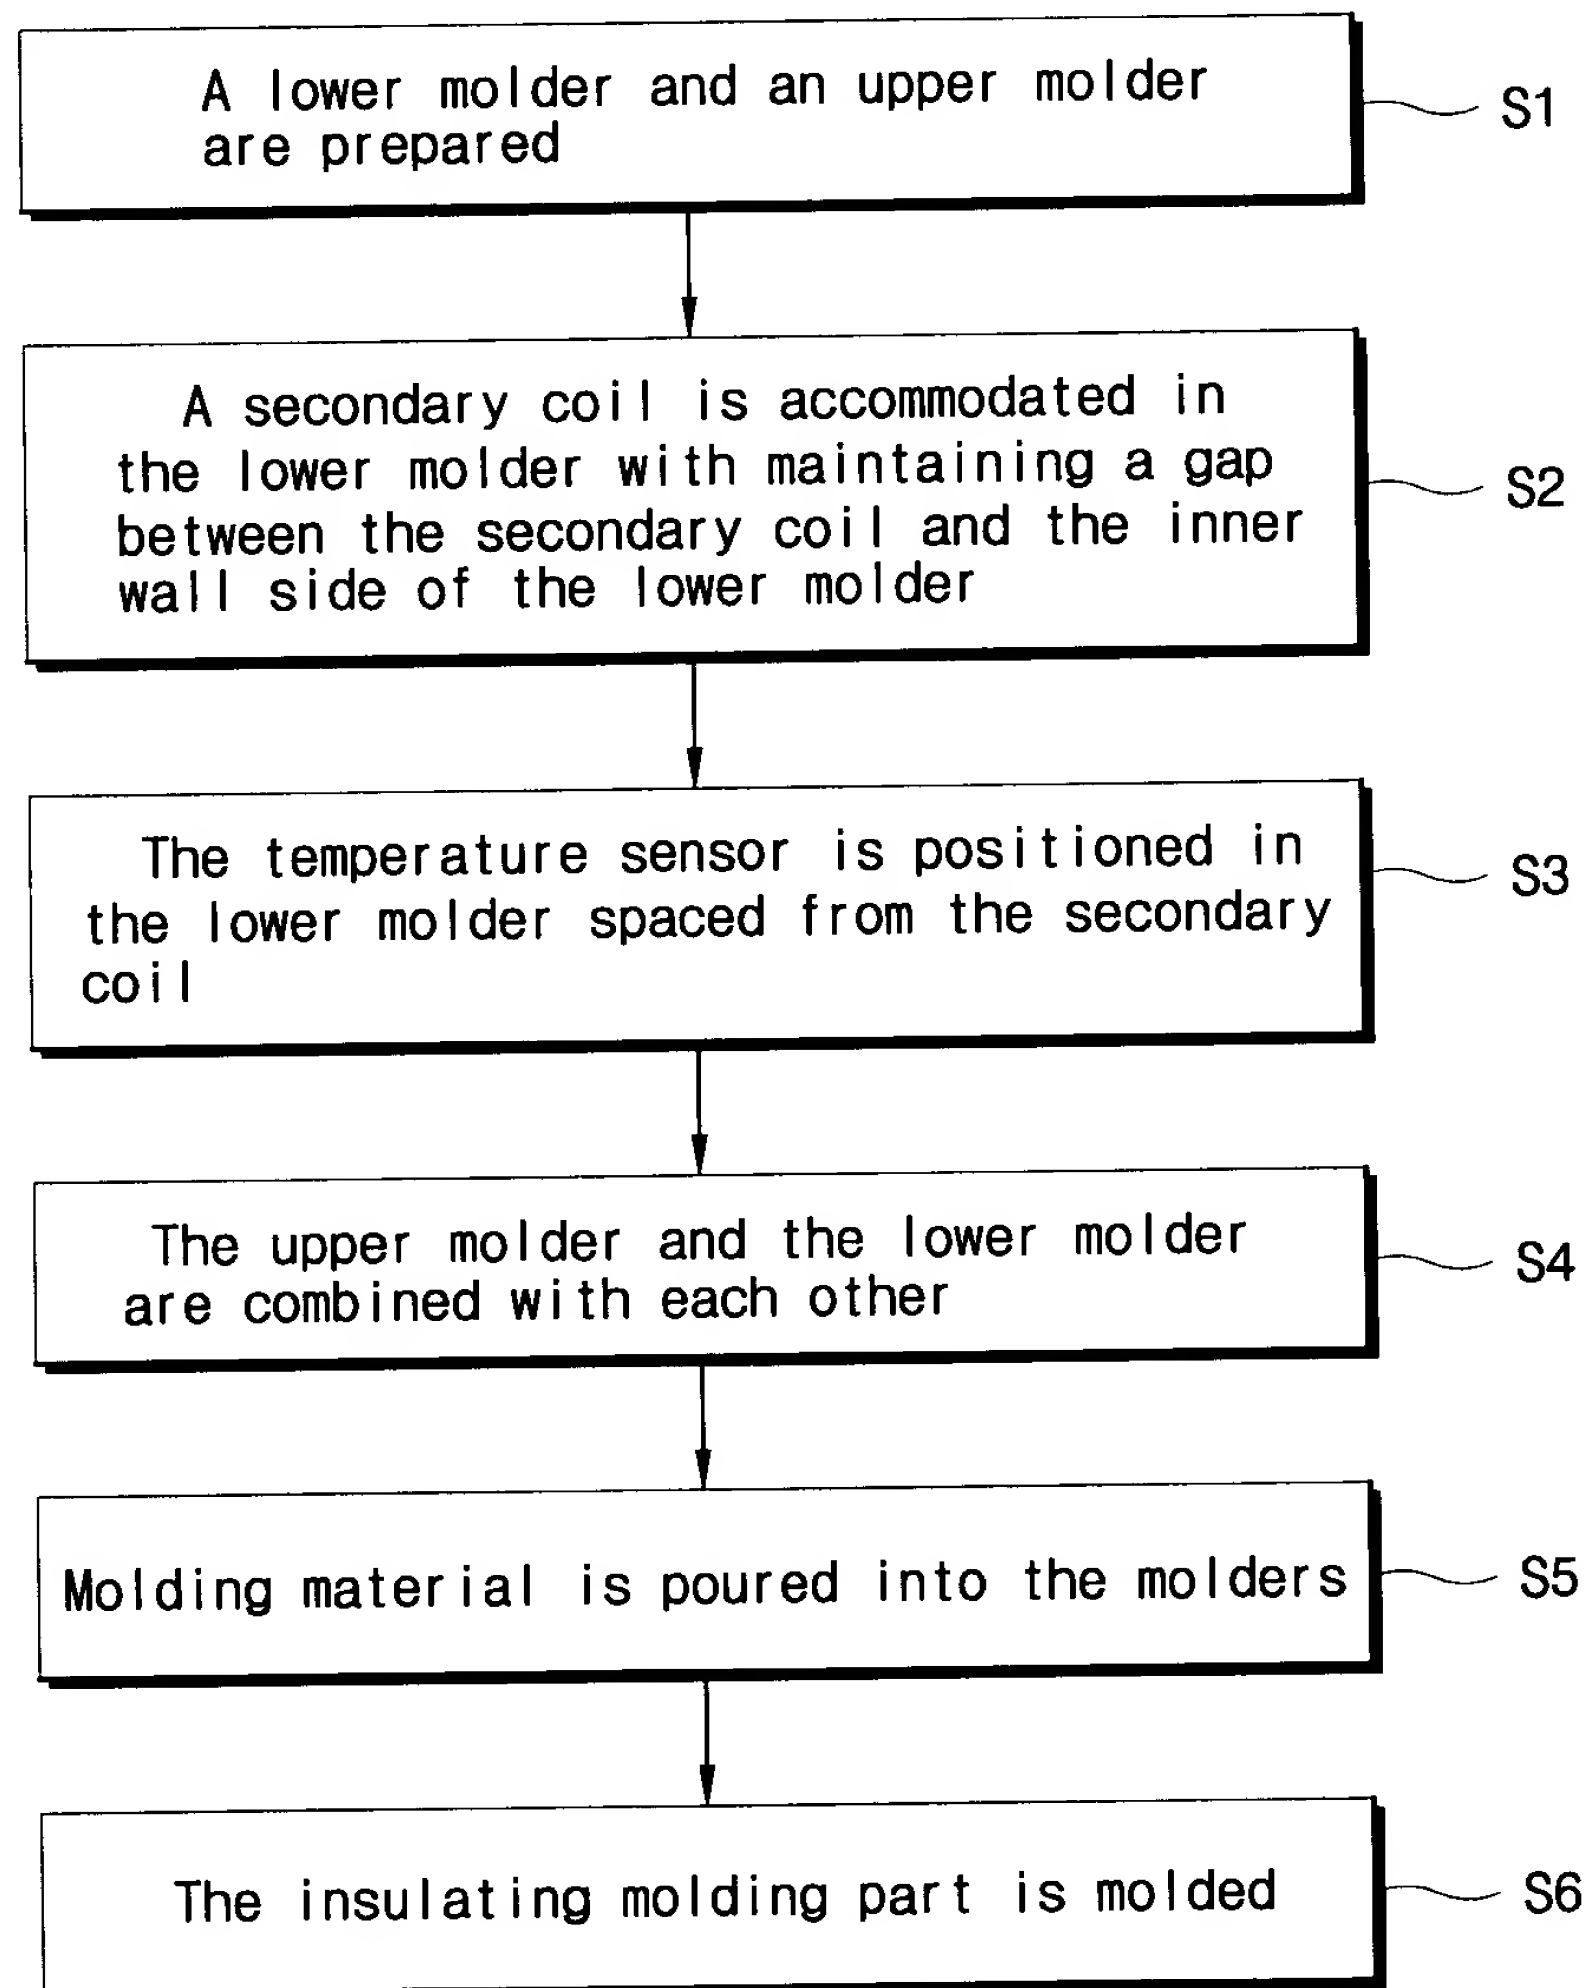 A lower molder and an upper molder
are prepared
S1
A secondary coil is accommodated in
the lower molder with maintaining a gap
between the secondary coil and the inner
wall side of the lower molder
S2
The temperature sensor is positioned in
the lower molder spaced from the secondary
coil
S3
The upper molder and the lower molder
are combined with each other
S4
Molding material is poured into the molders
S5
The insulating molding part is molded
S6